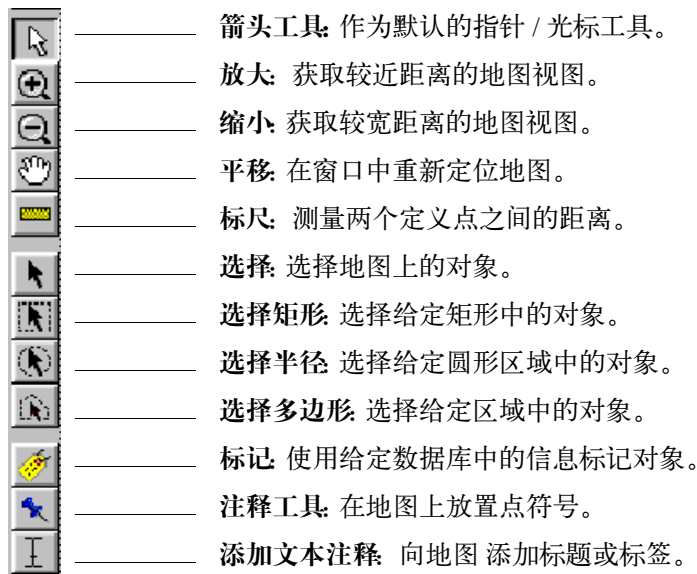 箭头工具: 作为默认的指针 / 光标工具。
放大: 获取较近距离的地图视图。
缩小: 获取较宽距离的地图视图。
平移: 在窗口中重新定位地图。
标尺: 测量两个定义点之间的距离。
选择: 选择地图上的对象。
选择矩形: 选择给定矩形中的对象。
选择半径: 选择给定圆形区域中的对象。
选择多边形: 选择给定区域中的对象。
标记: 使用给定数据库中的信息标记对象。
注释工具: 在地图上放置点符号。
添加文本注释: 向地图 添加标题或标签。